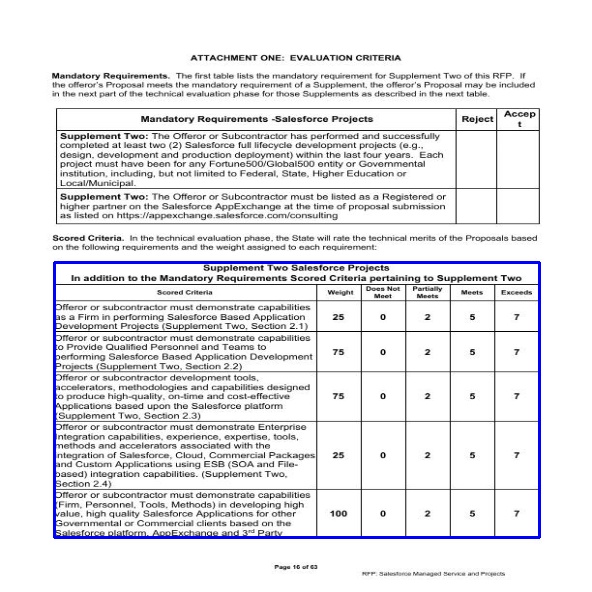 ATTACHMENT ONE: EVALUATION CRITERIA
Mandatory Requirements. The first table lists the mandatory requirement for Supplement Two of this RFP. If
the offeror's Proposal meets the mandatory requirement of a Supplement, the offeror's Proposal may be included
in the next part of the technical evaluation phase for those Supplements as described in the next table.
Mandatory Requirements -Salesforce Projects Reject Accep
t
Supplement Two: The Offeror or Subcontractor has performed and successfully
completed at least two (2) Salesforce full lifecycle development projects (e.g.,
design, development and production deployment) within the last four years. Each
project must have been for any Fortune500/Global500 entity or Governmental
institution, including, but not limited to Federal, State, Higher Education or
Local/Municipal.
Supplement Two: The Offeror or Subcontractor must be listed as a Registered or
higher partner on the Salesforce AppExchange at the time of proposal submission
as listed on https://appexchange.salesforce.com/consulting
Scored Criteria. In the technical evaluation phase, the State will rate the technical merits of the Proposals based
on the following requirements and the weight assigned to each requirement:
Supplement Two Salesforce Projects
In addition to the Mandatory Requirements Scored Criteria pertaining to Supplement Two
Scored Criteria Weight Does Not Meet Partially Meets Meets Exceeds
Offeror or subcontractor must demonstrate capabilities
as a Firm in performing Salesforce Based Application
Development Projects (Supplement Two, Section 2.1)
25 0 2 5 7
Offeror or subcontractor must demonstrate capabilities
to Provide Qualified Personnel and Teams to
performing Salesforce Based Application Development
Projects (Supplement Two, Section 2.2)
75 0 2 5 7
Offeror or subcontractor development tools,
accelerators, methodologies and capabilities designed
to produce high-quality, on-time and cost-effective
Applications based upon the Salesforce platform
(Supplement Two, Section 2.3)
75 0 2 5 7
Offeror or subcontractor must demonstrate Enterprise
Integration capabilities, experience, expertise, tools,
methods and accelerators associated with the
integration of Salesforce, Cloud, Commercial Packages
and Custom Applications using ESB (SOA and File-
based) integration capabilities. (Supplement Two,
Section 2.4)
25 0 2 5 7
Offeror or subcontractor must demonstrate capabilities
(Firm, Personnel, Tools, Methods) in developing high
value, high quality Salesforce Applications for other
Governmental or Commercial clients based on the
Salesforce platform, AppExchange and 3rd Party
100 0 2 5 7
Page 16 of 63
RFP: Salesforce Managed Service and Projects